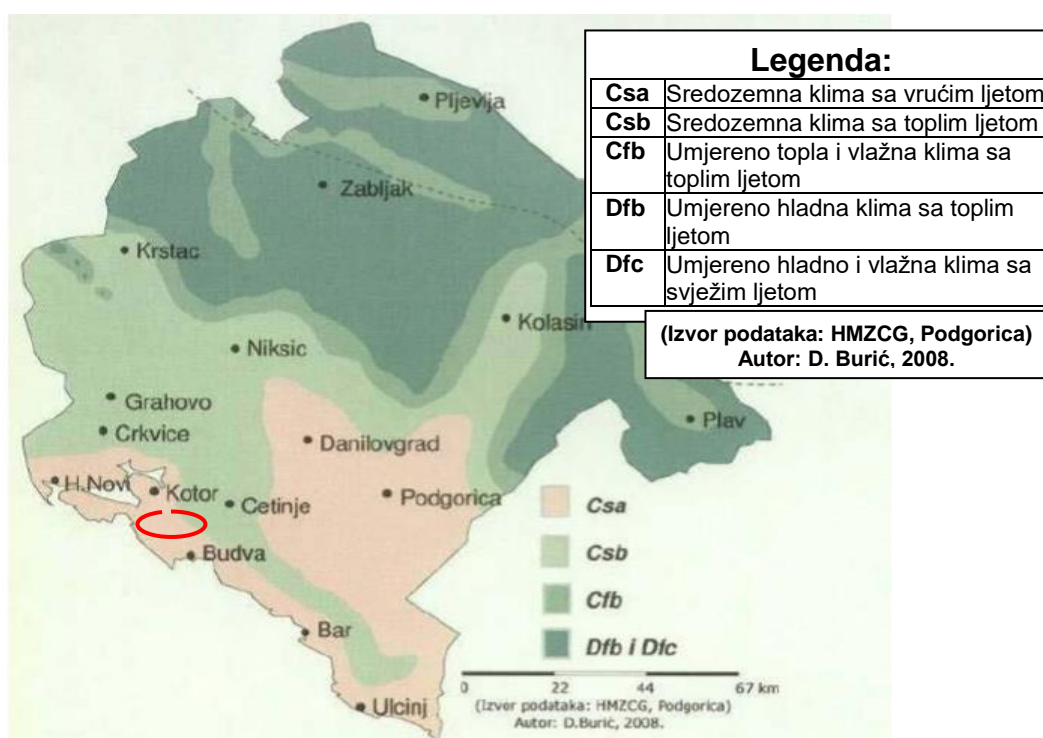 Legenda:
Csa Sredozemna klima sa vrućim ljetom
Csb Sredozemna klima sa toplim ljetom
Cfb Umjereno topla i vlažna klima sa
toplim ljetom
Dfb Umjereno hladna klima sa toplim
ljetom
Dfc Umjereno hladno i vlažna klima sa
svježim ljetom
(Izvor podataka: HMZCG, Podgorica)
Autor: D. Burić, 2008.
Pljevlja
Zabljak
Krstac
Kolasin
Niksic
Grahovo
Plav
Crkvice
Danilovgrad
H.Novi
Kotor
Podgorica
Cetinje
Budva
Bar
Ulcinj
Csa
Csb
Cfb
Dfb i Dfc
0 22 44 67 km
(Izvor podataka: HMZCG, Podgorica)
Autor: D.Burić, 2008.